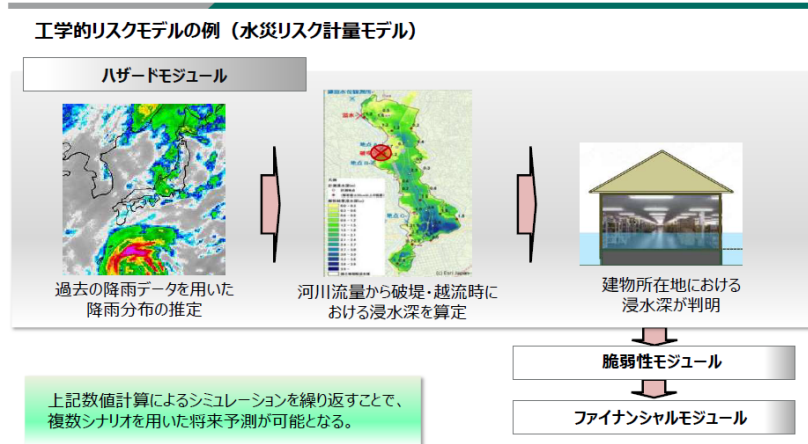 工学的リスクモデルの例（水災リスク計量モデル）
ハザードモジュール
過去の降雨データを用いた
降雨分布の推定
河川流量から破堤・越流時に
おける浸水深を算定
建物所在地における
浸水深が判明
脆弱性モジュール
ファイナンシャルモジュール
上記数値計算によるシミュレーションを繰り返すことで、
複数シナリオを用いた将来予測が可能となる。